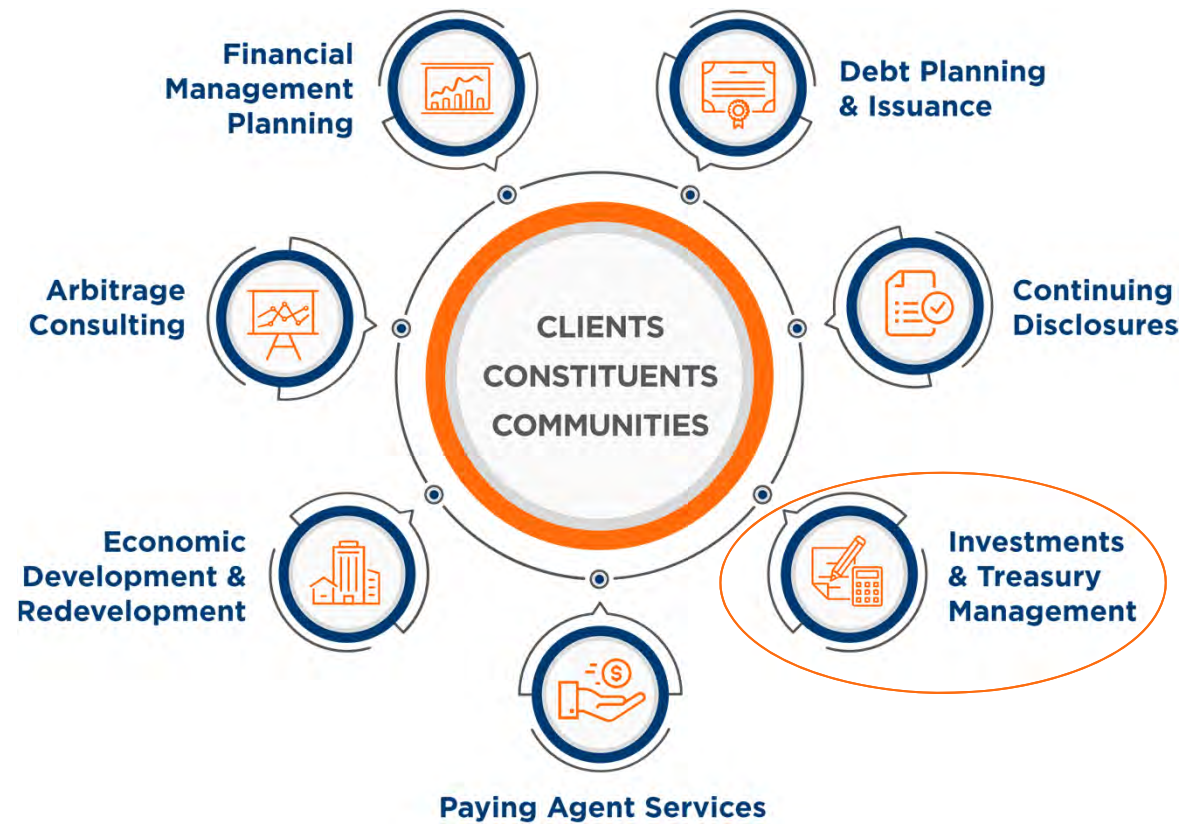 Financial
Management
Planning
Debt Planning
& Issuance
Arbitrage
Consulting
Continuing
Disclosures
CLIENTS
CONSTITUENTS
COMMUNITIES
Economic
Development &
Redevelopment
Investments
& Treasury
Management
$
Paying Agent Services